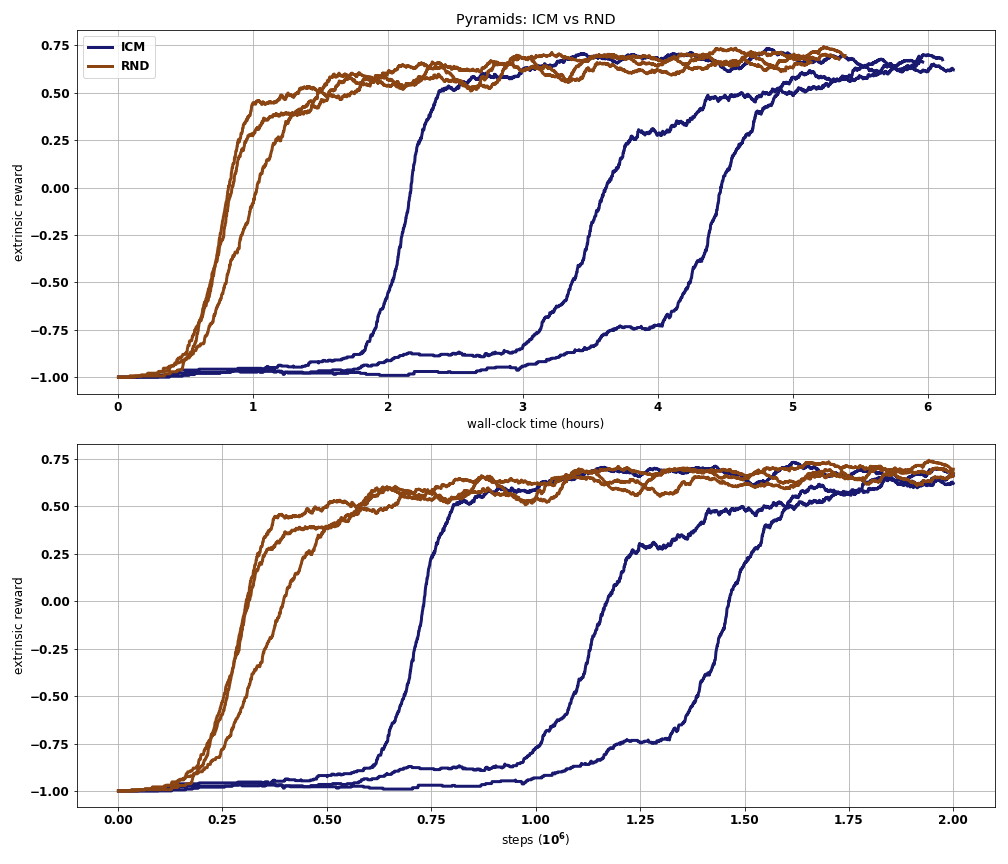 Pyramids: ICM vs RND
ICM
RND
extrinsic reward
0.75
0.50
0.25
0.00
−0.25
−0.50
−0.75
−1.00
0 1 2 3 4 5 6
wall-clock time (hours)
extrinsic reward
0.75
0.50
0.25
0.00
−0.25
−0.50
−0.75
−1.00
0.00 0.25 0.50 0.75 1.00 1.25 1.50 1.75 2.00
steps (10⁶)